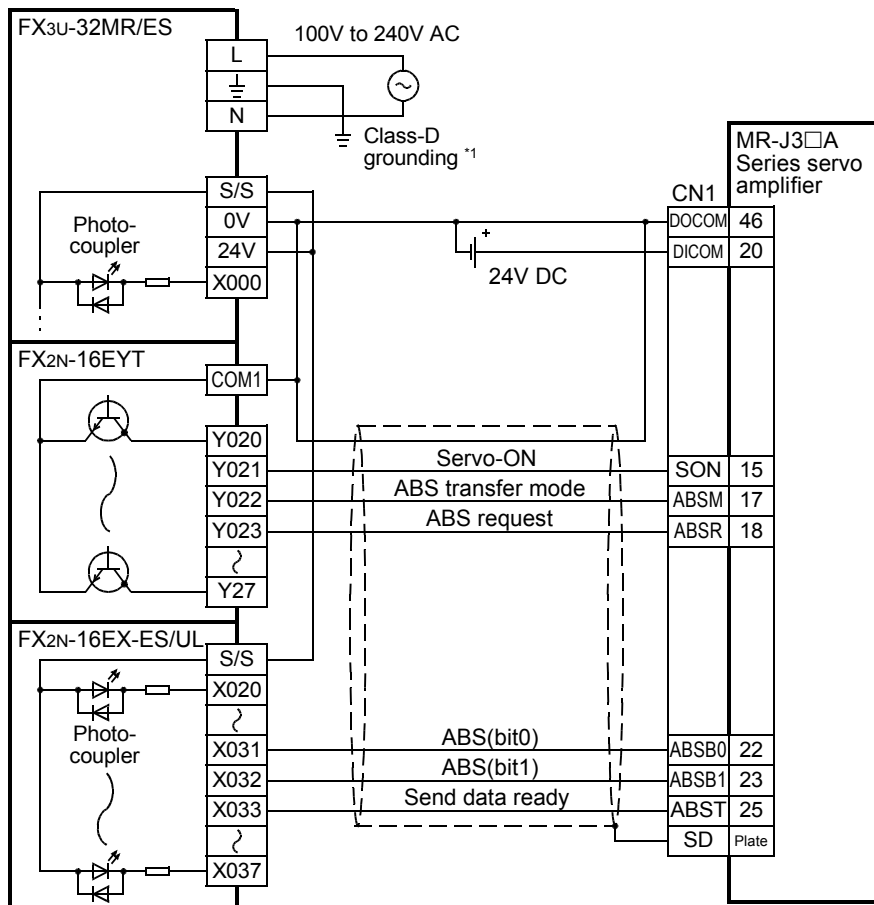 FX3U-32MR/ES
L
N
100V to 240V AC
Class-D
grounding *1
S/S
0V
24V
X000
Photo-
coupler
24V DC
+
MR-J3□A
Series servo
amplifier
CN1
DOCOM 46
DICOM 20
FX2N-16EYT
COM1
Y020
Y021 Servo-ON SON 15
Y022 ABS transfer mode ABSM 17
Y023 ABS request ABSR 18
Y27
FX2N-16EX-ES/UL
S/S
X020
Photo-
coupler
X031 ABS(bit0) ABSB0 22
X032 ABS(bit1) ABSB1 23
X033 Send data ready ABST 25
SD Plate
X037